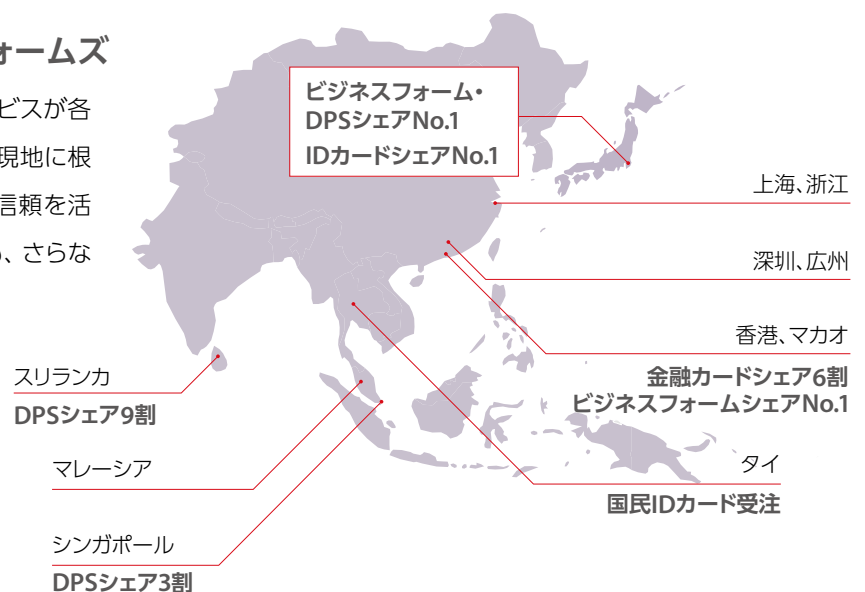 ォームズ
ビスが各
現地に根
信頼を活
、さらな
ビジネスフォーム・
DPSシェアNo.1
IDカードシェアNo.1
上海、浙江
深圳、広州
香港、マカオ
金融カードシェア6割
ビジネスフォームシェアNo.1
スリランカ
DPSシェア9割
マレーシア
タイ
国民IDカード受注
シンガポール
DPSシェア3割